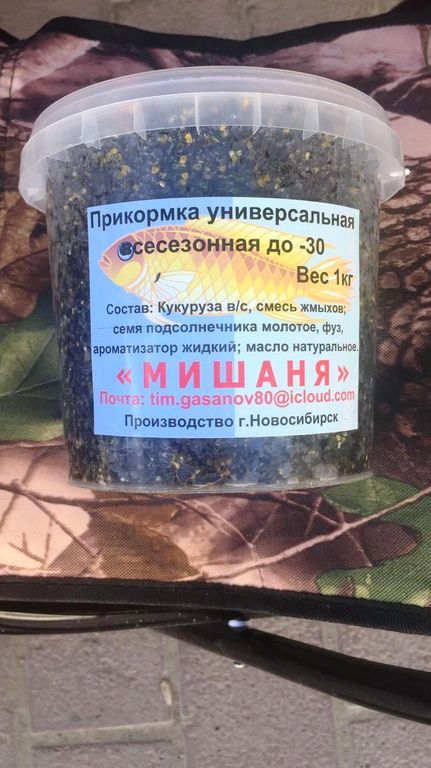 Прикормка универсальная
всесезонная до -30
Вес 1кг
Состав: Кукуруза в/с, смесь жмыхов;
семя подсолнечника молотое, фуз,
ароматизатор жидкий; масло натуральное.
«МИШАНЯ»
Почта: tim.gasanov80@icloud.com
Производство г.Новосибирск